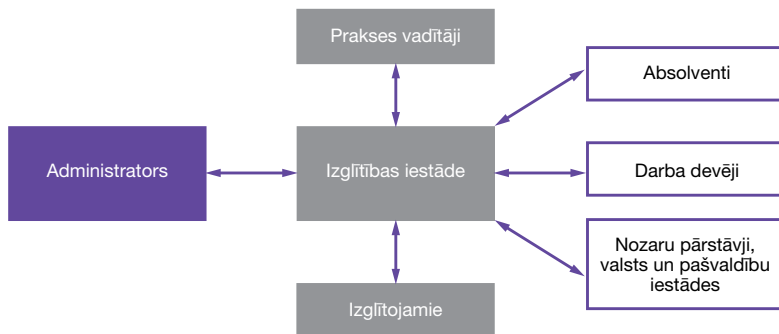 Prakses vadītāji
Absolventi
Administrators
Izglītības iestāde
Darba devēji
Nozaru pārstāvji,
valsts un pašvaldību
iestādes
Izglītojamie